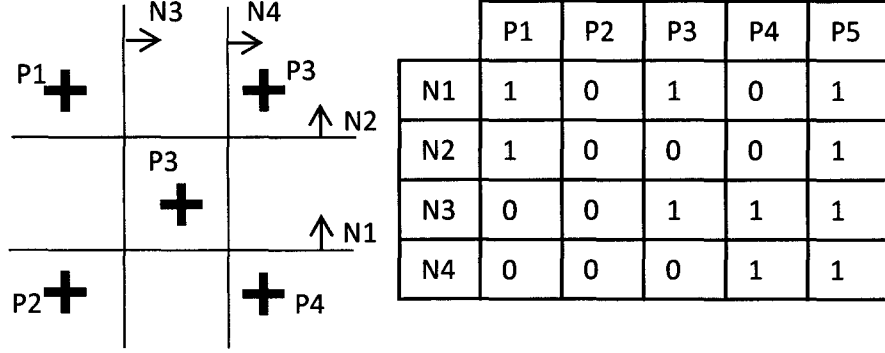 N3 N4
P1 P3
N2
P3
N1
P2 P4
P1 P2 P3 P4 P5
N1 1 0 1 0 1
N2 1 0 0 0 1
N3 0 0 1 1 1
N4 0 0 0 1 1